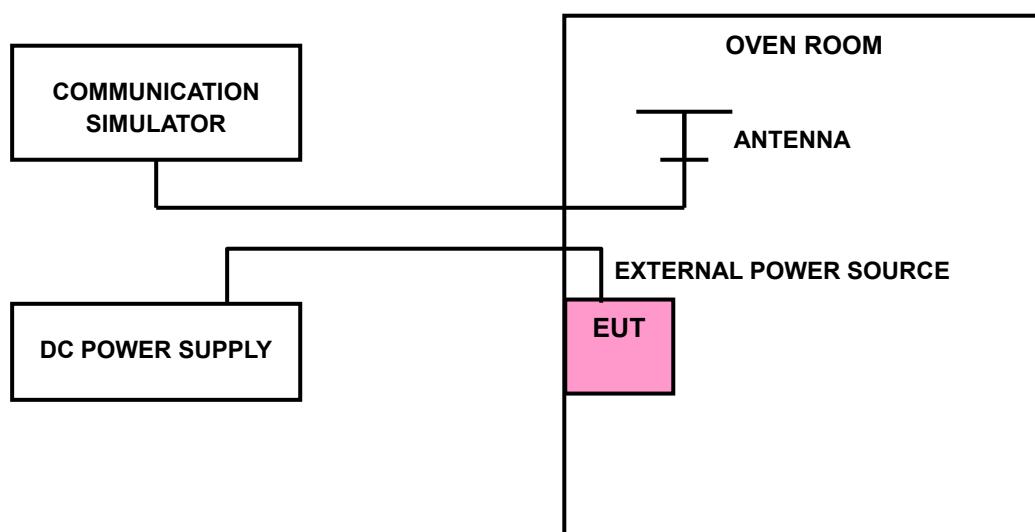 OVEN ROOM
COMMUNICATION
SIMULATOR
ANTENNA
EXTERNAL POWER SOURCE
EUT
DC POWER SUPPLY